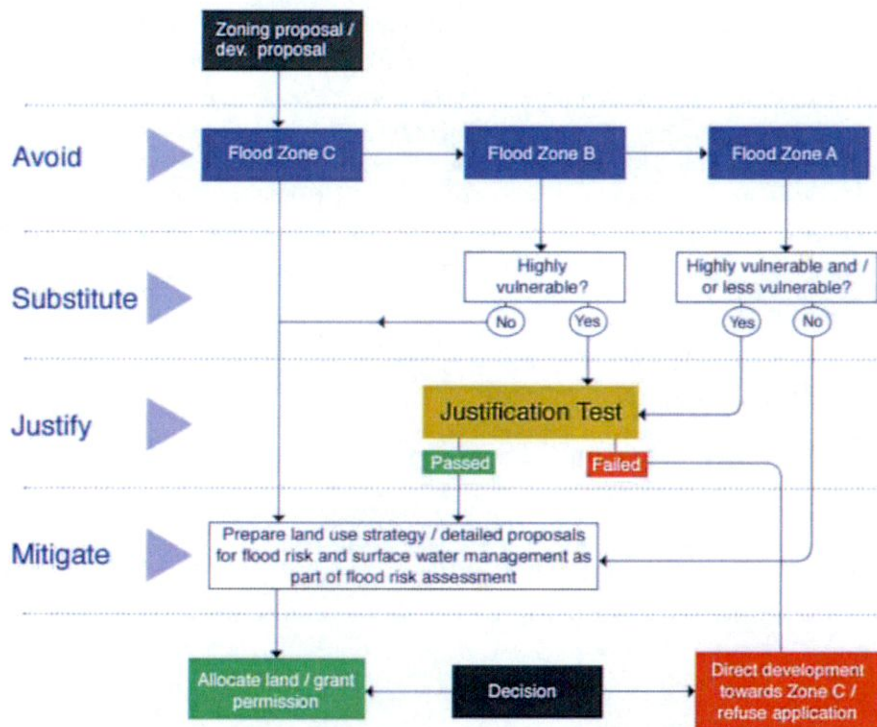 Zoning proposal /
dev. proposal
Avoid
Flood Zone C
Flood Zone B
Flood Zone A
Substitute
Highly
vulnerable?
Highly vulnerable and /
or less vulnerable?
No
Yes
Yes
No
Justify
Justification Test
Passed
Failed
Mitigate
Prepare land use strategy / detailed proposals
for flood risk and surface water management as
part of flood risk assessment
Allocate land / grant
permission
Decision
Direct development
towards Zone C /
refuse application